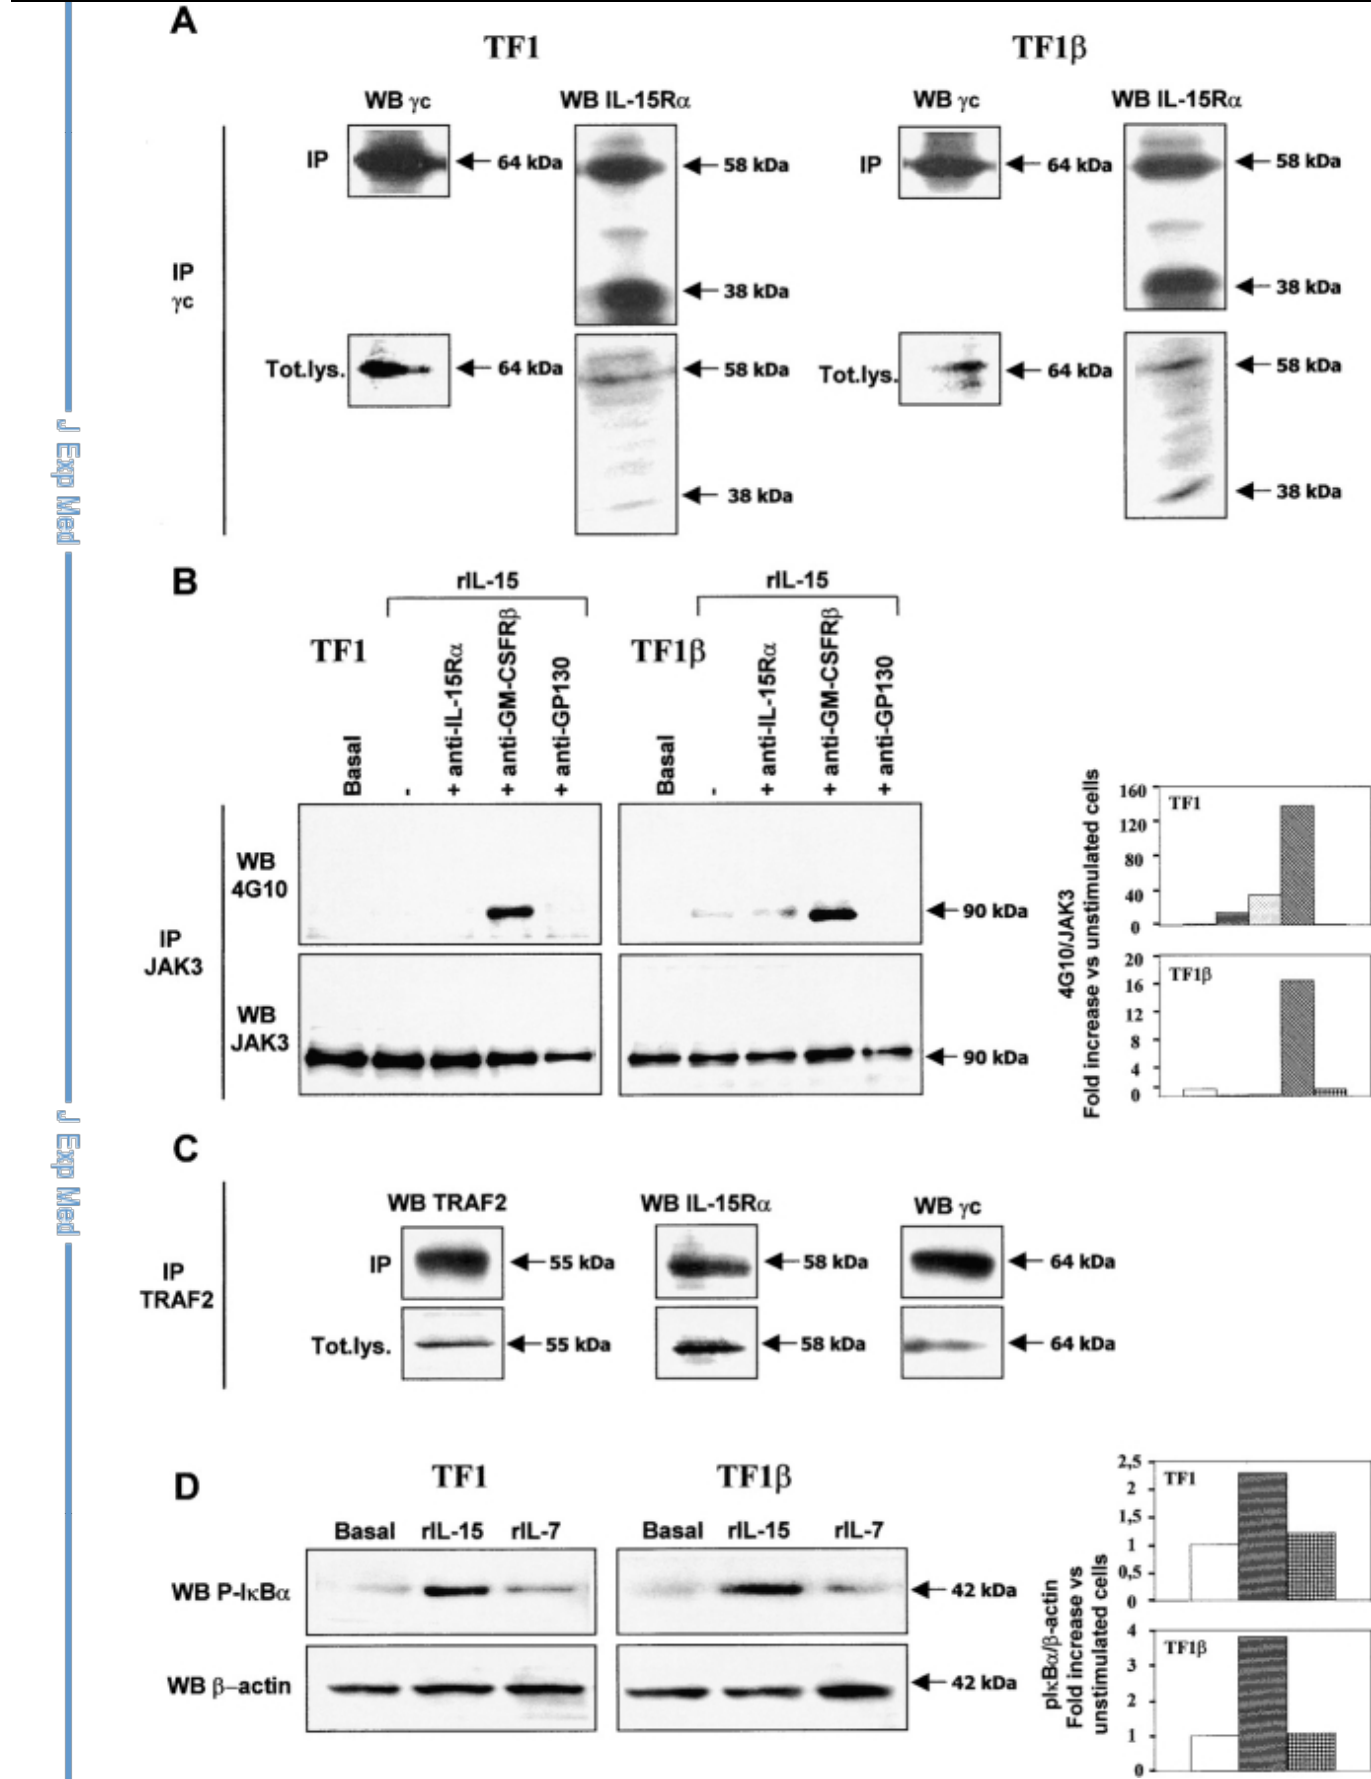 A
TF1
TF1β
WB γc
WB IL-15Rα
WB γc
WB IL-15Rα
IP
64 kDa
58 kDa
IP
64 kDa
58 kDa
IP
γc
38 kDa
38 kDa
Tot.lys.
64 kDa
58 kDa
Tot.lys.
64 kDa
58 kDa
38 kDa
38 kDa
J Exp Med
B
rIL-15
rIL-15
TF1
TF1β
Basal
-
+ anti-IL-15Rα
+ anti-GM-CSFRβ
+ anti-GP130
Basal
-
+ anti-IL-15Rα
+ anti-GM-CSFRβ
+ anti-GP130
IP
JAK3
WB
4G10
90 kDa
WB
JAK3
90 kDa
4G10/JAK3
Fold increase vs unstimulated cells
160
120
80
40
0
TF1
20
16
12
8
4
0
TF1β
J Exp Med
C
WB TRAF2
WB IL-15Rα
WB γc
IP
TRAF2
IP
55 kDa
58 kDa
64 kDa
Tot.lys.
55 kDa
58 kDa
64 kDa
D
TF1
TF1β
Basal
rIL-15
rIL-7
Basal
rIL-15
rIL-7
WB P-IκBα
42 kDa
WB β-actin
42 kDa
pIκBα/β-actin
Fold increase vs
unstimulated cells
2,5
2
1,5
1
0,5
0
TF1
4
3
2
1
0
TF1β